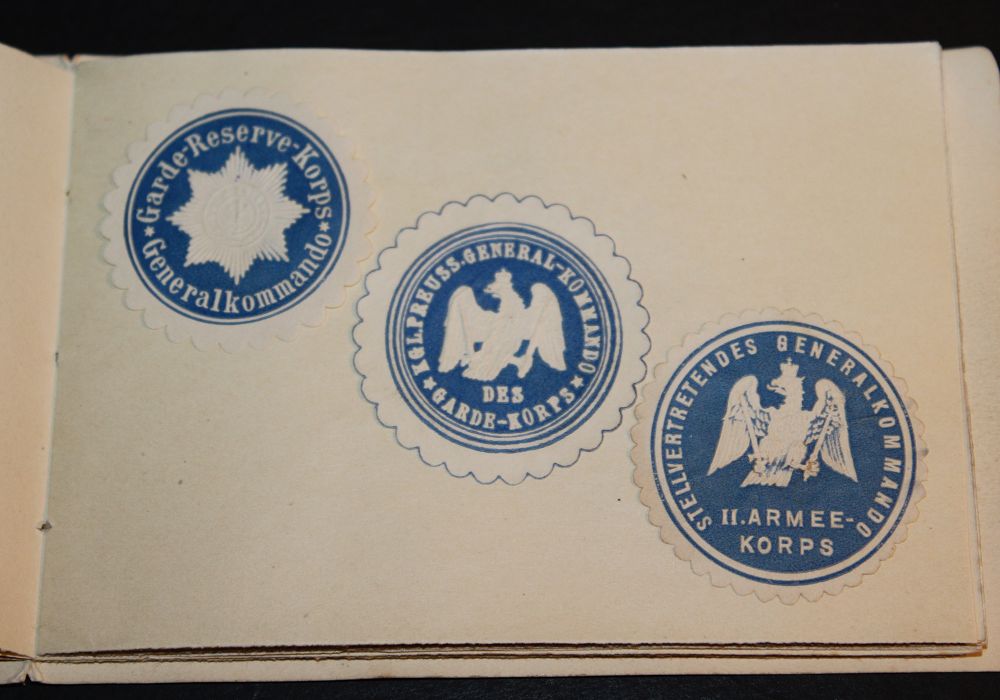 Garde-Reserve-Korps
* Generalkommando *
KGL.PREUSS.GENERAL-KOMMANDO
DES
* GARDE-KORPS *
STELLVERTRETENDES GENERALKOMMANDO
II.ARMEE-
KORPS